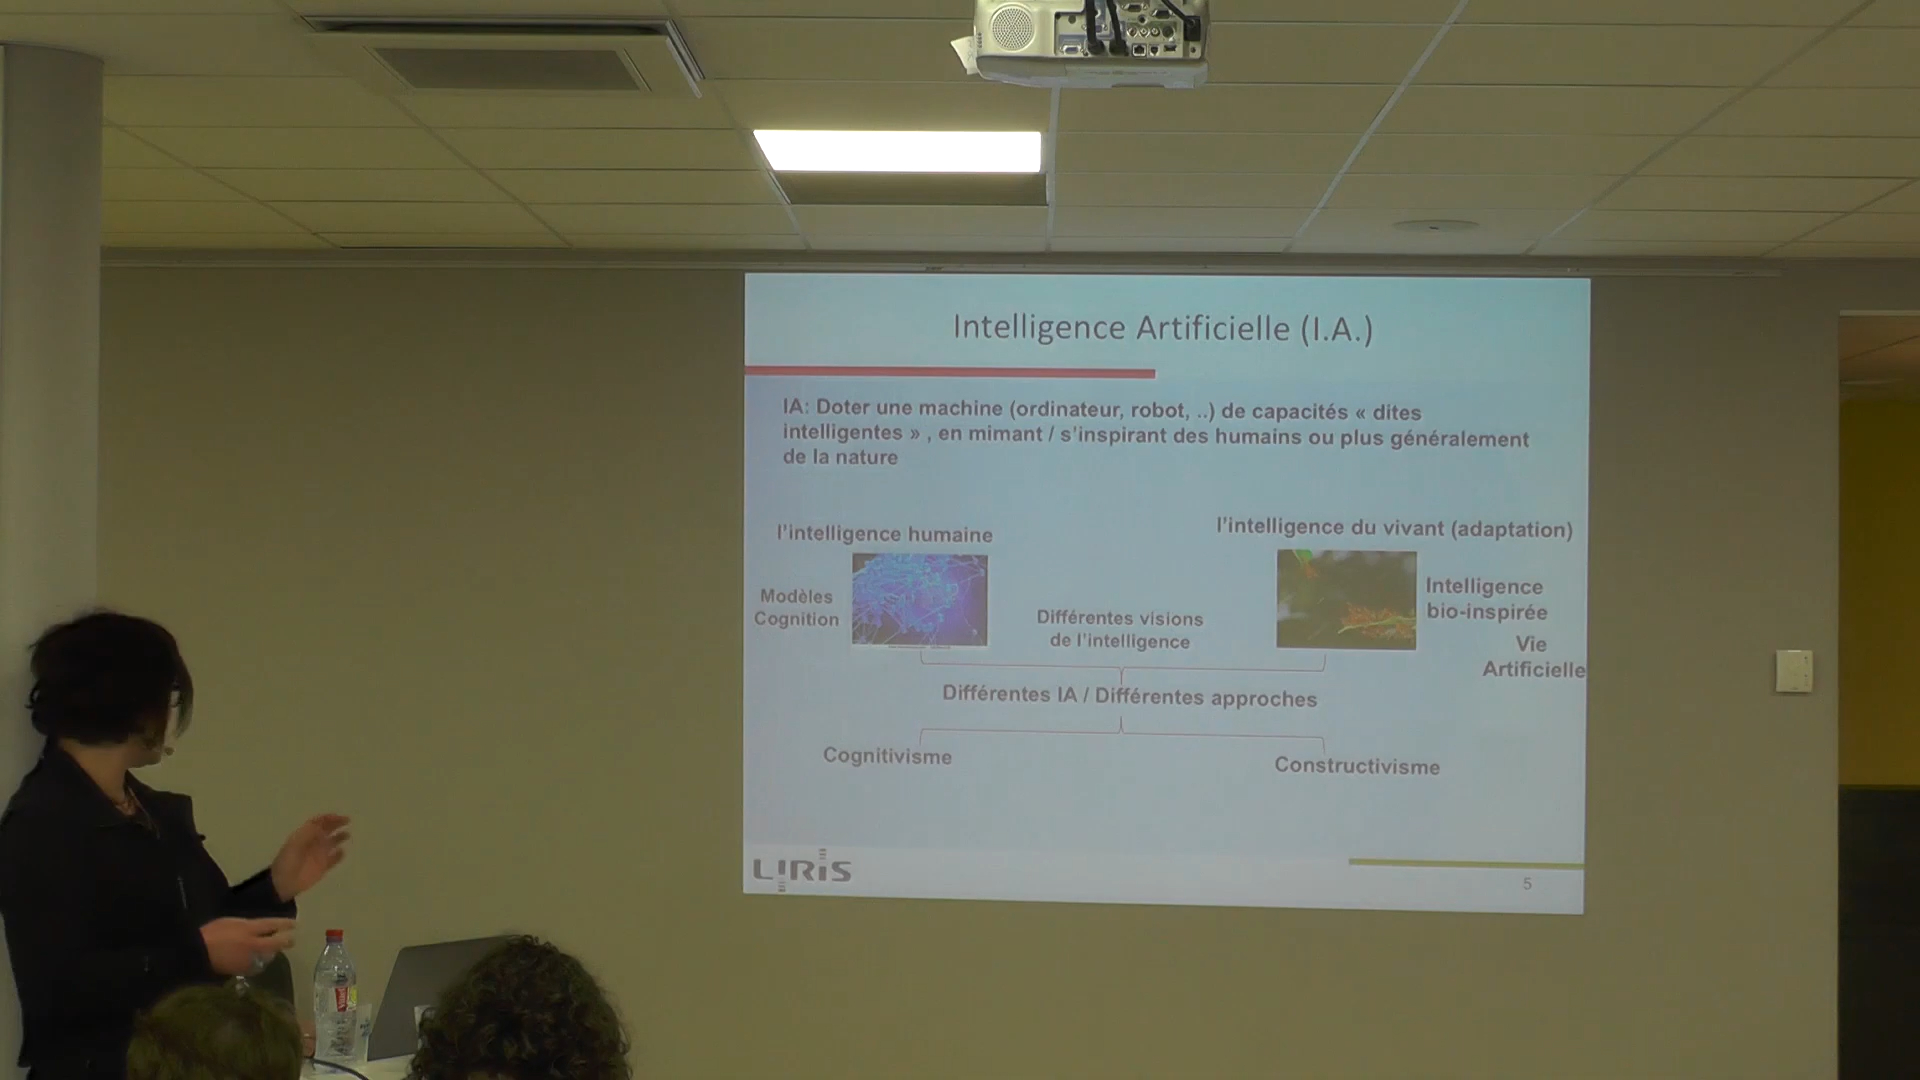 Intelligence Artificielle (I.A.)
IA: Doter une machine (ordinateur, robot, ..) de capacités « dites
intelligentes » , en mimant / s'inspirant des humains ou plus généralement
de la nature
l'intelligence humaine
l'intelligence du vivant (adaptation)
Modèles
Cognition
Différentes visions
de l'intelligence
Intelligence
bio-inspirée
Vie
Artificielle
Différentes IA / Différentes approches
Cognitivisme
Constructivisme
LIRIS
5